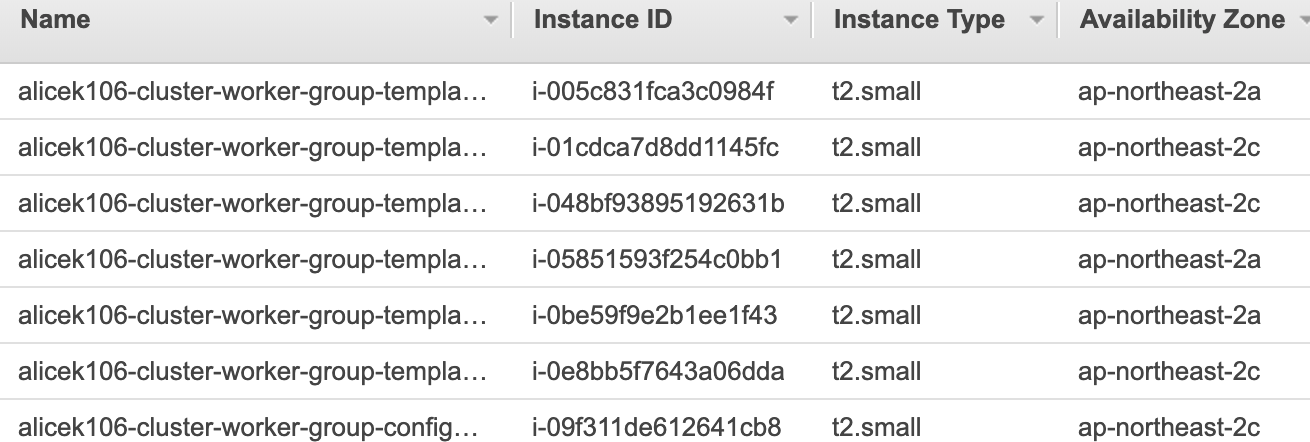 Name Instance ID Instance Type Availability Zone
alicek106-cluster-worker-group-templa… i-005c831fca3c0984f t2.small ap-northeast-2a
alicek106-cluster-worker-group-templa… i-01cdca7d8dd1145fc t2.small ap-northeast-2c
alicek106-cluster-worker-group-templa… i-048bf93895192631b t2.small ap-northeast-2c
alicek106-cluster-worker-group-templa… i-05851593f254c0bb1 t2.small ap-northeast-2a
alicek106-cluster-worker-group-templa… i-0be59f9e2b1ee1f43 t2.small ap-northeast-2a
alicek106-cluster-worker-group-templa… i-0e8bb5f7643a06dda t2.small ap-northeast-2c
alicek106-cluster-worker-group-config… i-09f311de612641cb8 t2.small ap-northeast-2c